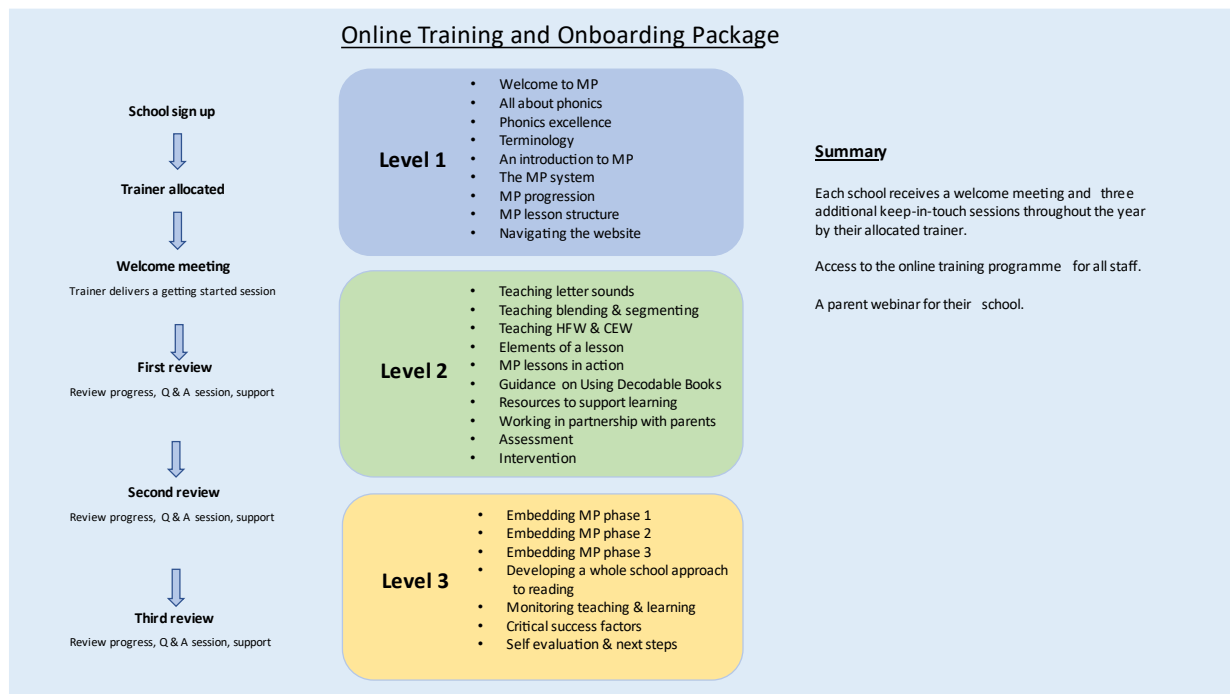 Online Training and Onboarding Package
School sign up
Trainer allocated
Welcome meeting
Trainer delivers a getting started session
First review
Review progress, Q & A session, support
Second review
Review progress, Q & A session, support
Third review
Review progress, Q & A session, support
Level 1
• Welcome to MP
• All about phonics
• Phonics excellence
• Terminology
• An introduction to MP
• The MP system
• MP progression
• MP lesson structure
• Navigating the website
Level 2
• Teaching letter sounds
• Teaching blending & segmenting
• Teaching HFW & CEW
• Elements of a lesson
• MP lessons in action
• Guidance on Using Decodable Books
• Resources to support learning
• Working in partnership with parents
• Assessment
• Intervention
Level 3
• Embedding MP phase 1
• Embedding MP phase 2
• Embedding MP phase 3
• Developing a whole school approach
to reading
• Monitoring teaching & learning
• Critical success factors
• Self evaluation & next steps
Summary
Each school receives a welcome meeting and three
additional keep-in-touch sessions throughout the year
by their allocated trainer.
Access to the online training programme for all staff.
A parent webinar for their school.